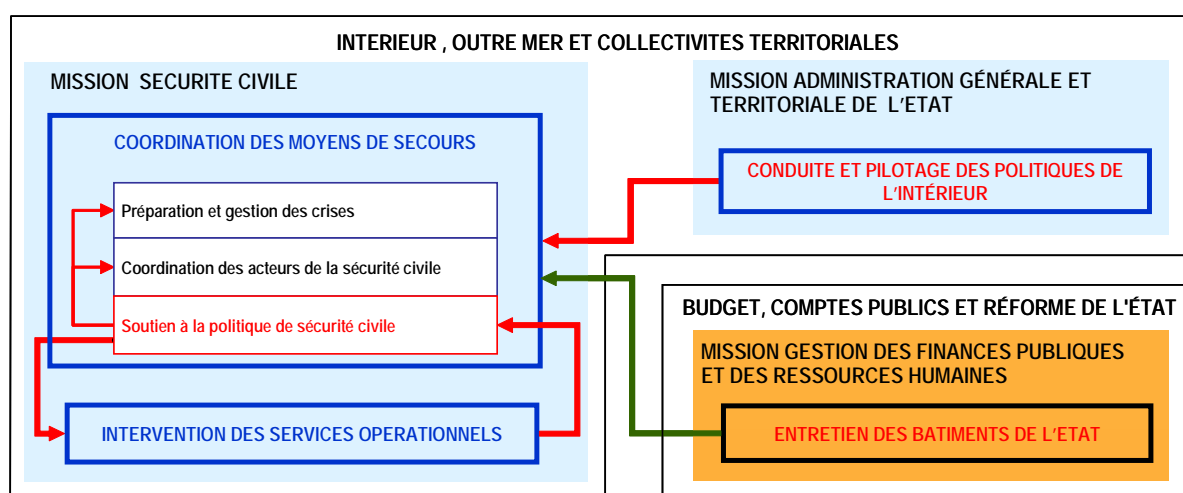 INTERIEUR , OUTRE MER ET COLLECTIVITES TERRITORIALES
MISSION SECURITE CIVILE
COORDINATION DES MOYENS DE SECOURS
Préparation et gestion des crises
Coordination des acteurs de la sécurité civile
Soutien à la politique de sécurité civile
INTERVENTION DES SERVICES OPERATIONNELS
MISSION ADMINISTRATION GÉNÉRALE ET
TERRITORIALE DE L’ETAT
CONDUITE ET PILOTAGE DES POLITIQUES DE
L’INTÉRIEUR
BUDGET, COMPTES PUBLICS ET RÉFORME DE L'ÉTAT
MISSION GESTION DES FINANCES PUBLIQUES
ET DES RESSOURCES HUMAINES
ENTRETIEN DES BATIMENTS DE L’ETAT